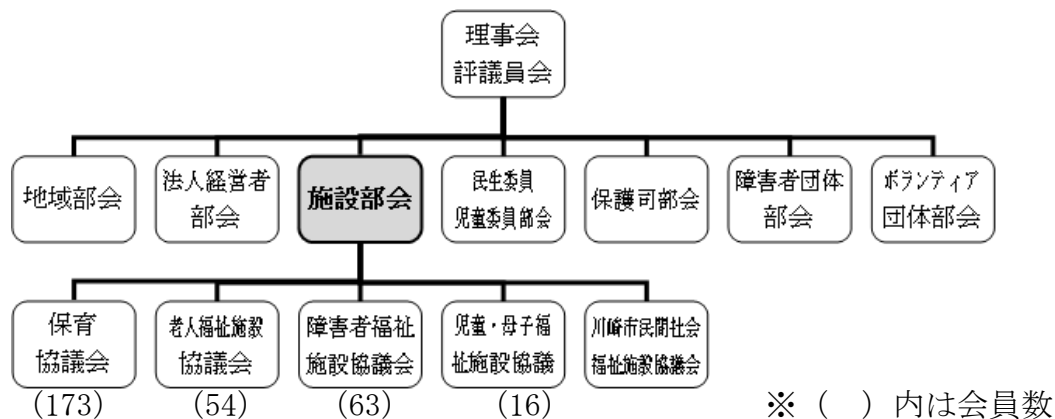 理事会
評議員会
地域部会
法人経営者
部会
施設部会
民生委員
児童委員部会
保護司部会
障害者団体
部会
ボランティア
団体部会
保育
協議会
老人福祉施設
協議会
障害者福祉
施設協議会
児童・母子福
祉施設協議
川崎市民間社会
福祉施設協議会
(173)
(54)
(63)
(16)
※（　）内は会員数